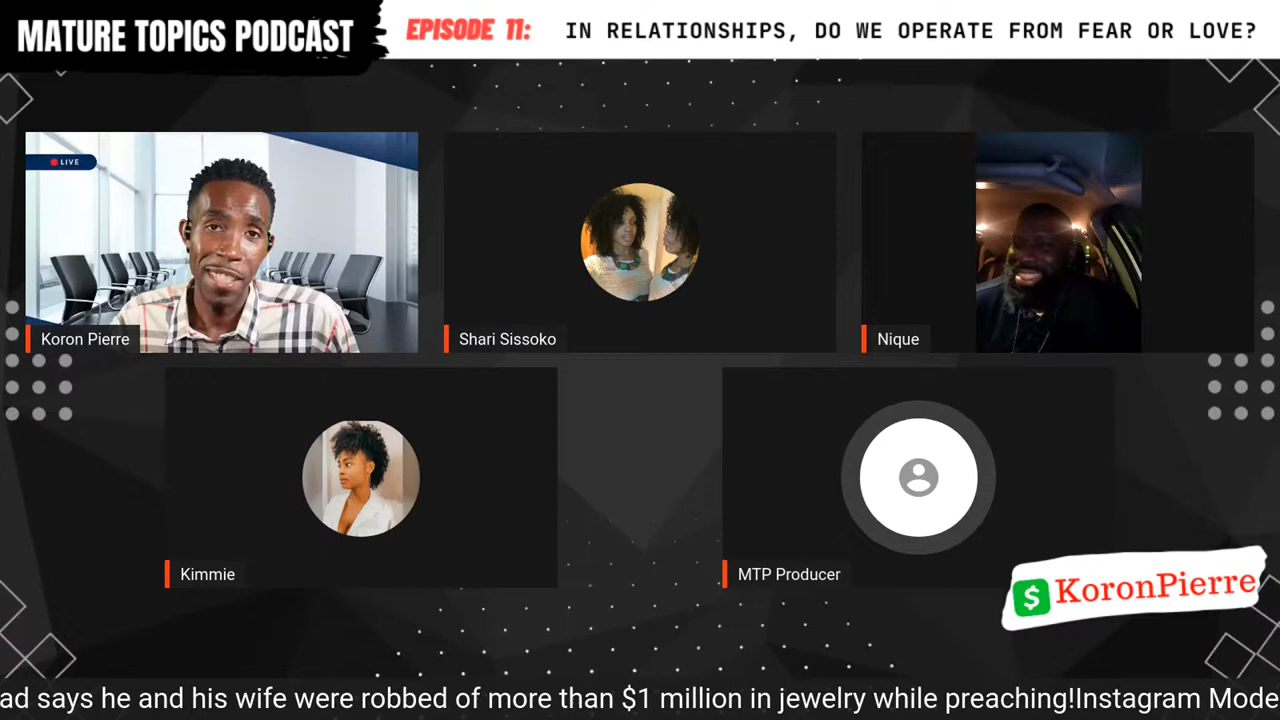 MATURE TOPICS PODCAST
EPISODE 11: IN RELATIONSHIPS, DO WE OPERATE FROM FEAR OR LOVE?
LIVE
Koron Pierre
Shari Sissoko
Nique
Kimmie
MTP Producer
$ KoronPierre
ad says he and his wife were robbed of more than $1 million in jewelry while preaching!Instagram Mode